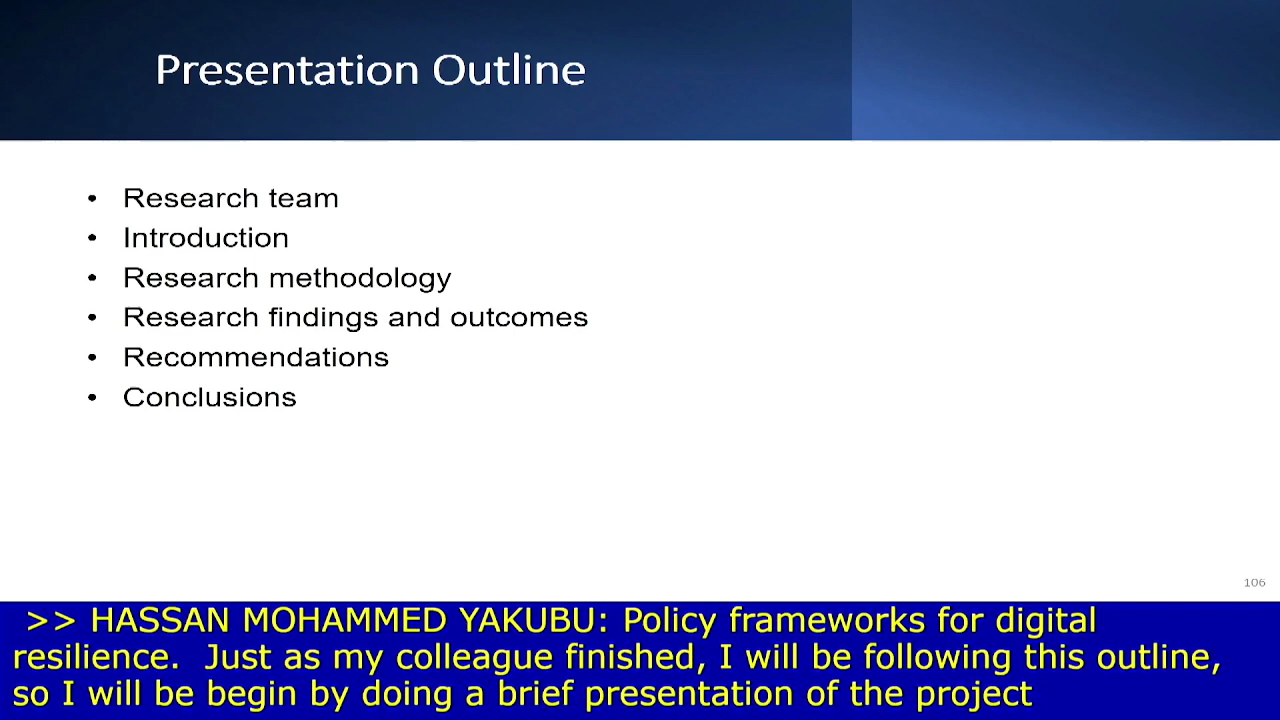 Presentation Outline
• Research team
• Introduction
• Research methodology
• Research findings and outcomes
• Recommendations
• Conclusions
106
>> HASSAN MOHAMMED YAKUBU: Policy frameworks for digital
resilience.  Just as my colleague finished, I will be following this outline,
so I will be begin by doing a brief presentation of the project